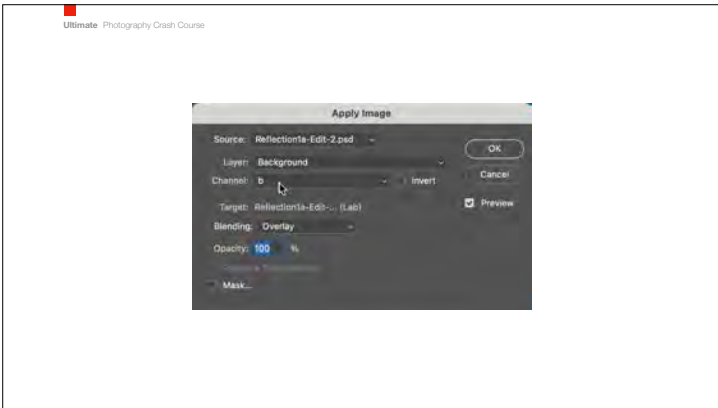 Ultimate Photography Crash Course
Apply Image
Source: Reflection1a-Edit-2.psd
OK
Layer: Background
Cancel
Channel: b
Invert
Target: Reflection1a-Edit-... (Lab)
Preview
Blending: Overlay
Opacity: 100 %
Mask...